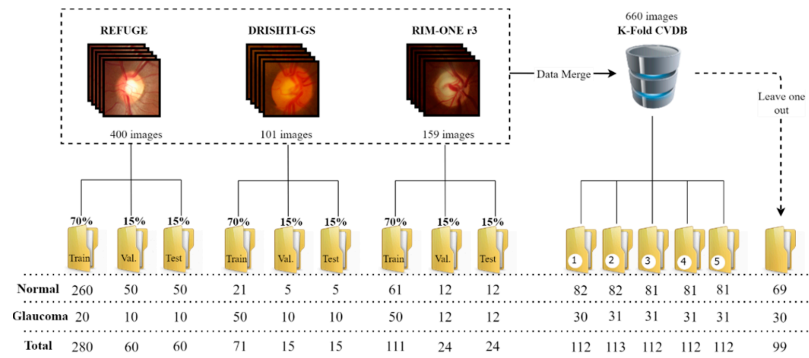 REFUGE DRISHTI-GS RIM-ONE r3 660 images
K-Fold CVDB
Data Merge
Leave one
out
400 images 101 images 159 images
70% 15% 15% 70% 15% 15% 70% 15% 15%
Train Val. Test Train Val. Test Train Val. Test 1 2 3 4 5
Normal 260 50 50 21 5 5 61 12 12 82 82 81 81 81 69
Glaucoma 20 10 10 50 10 10 50 12 12 30 31 31 31 31 30
Total 280 60 60 71 15 15 111 24 24 112 113 112 112 112 99